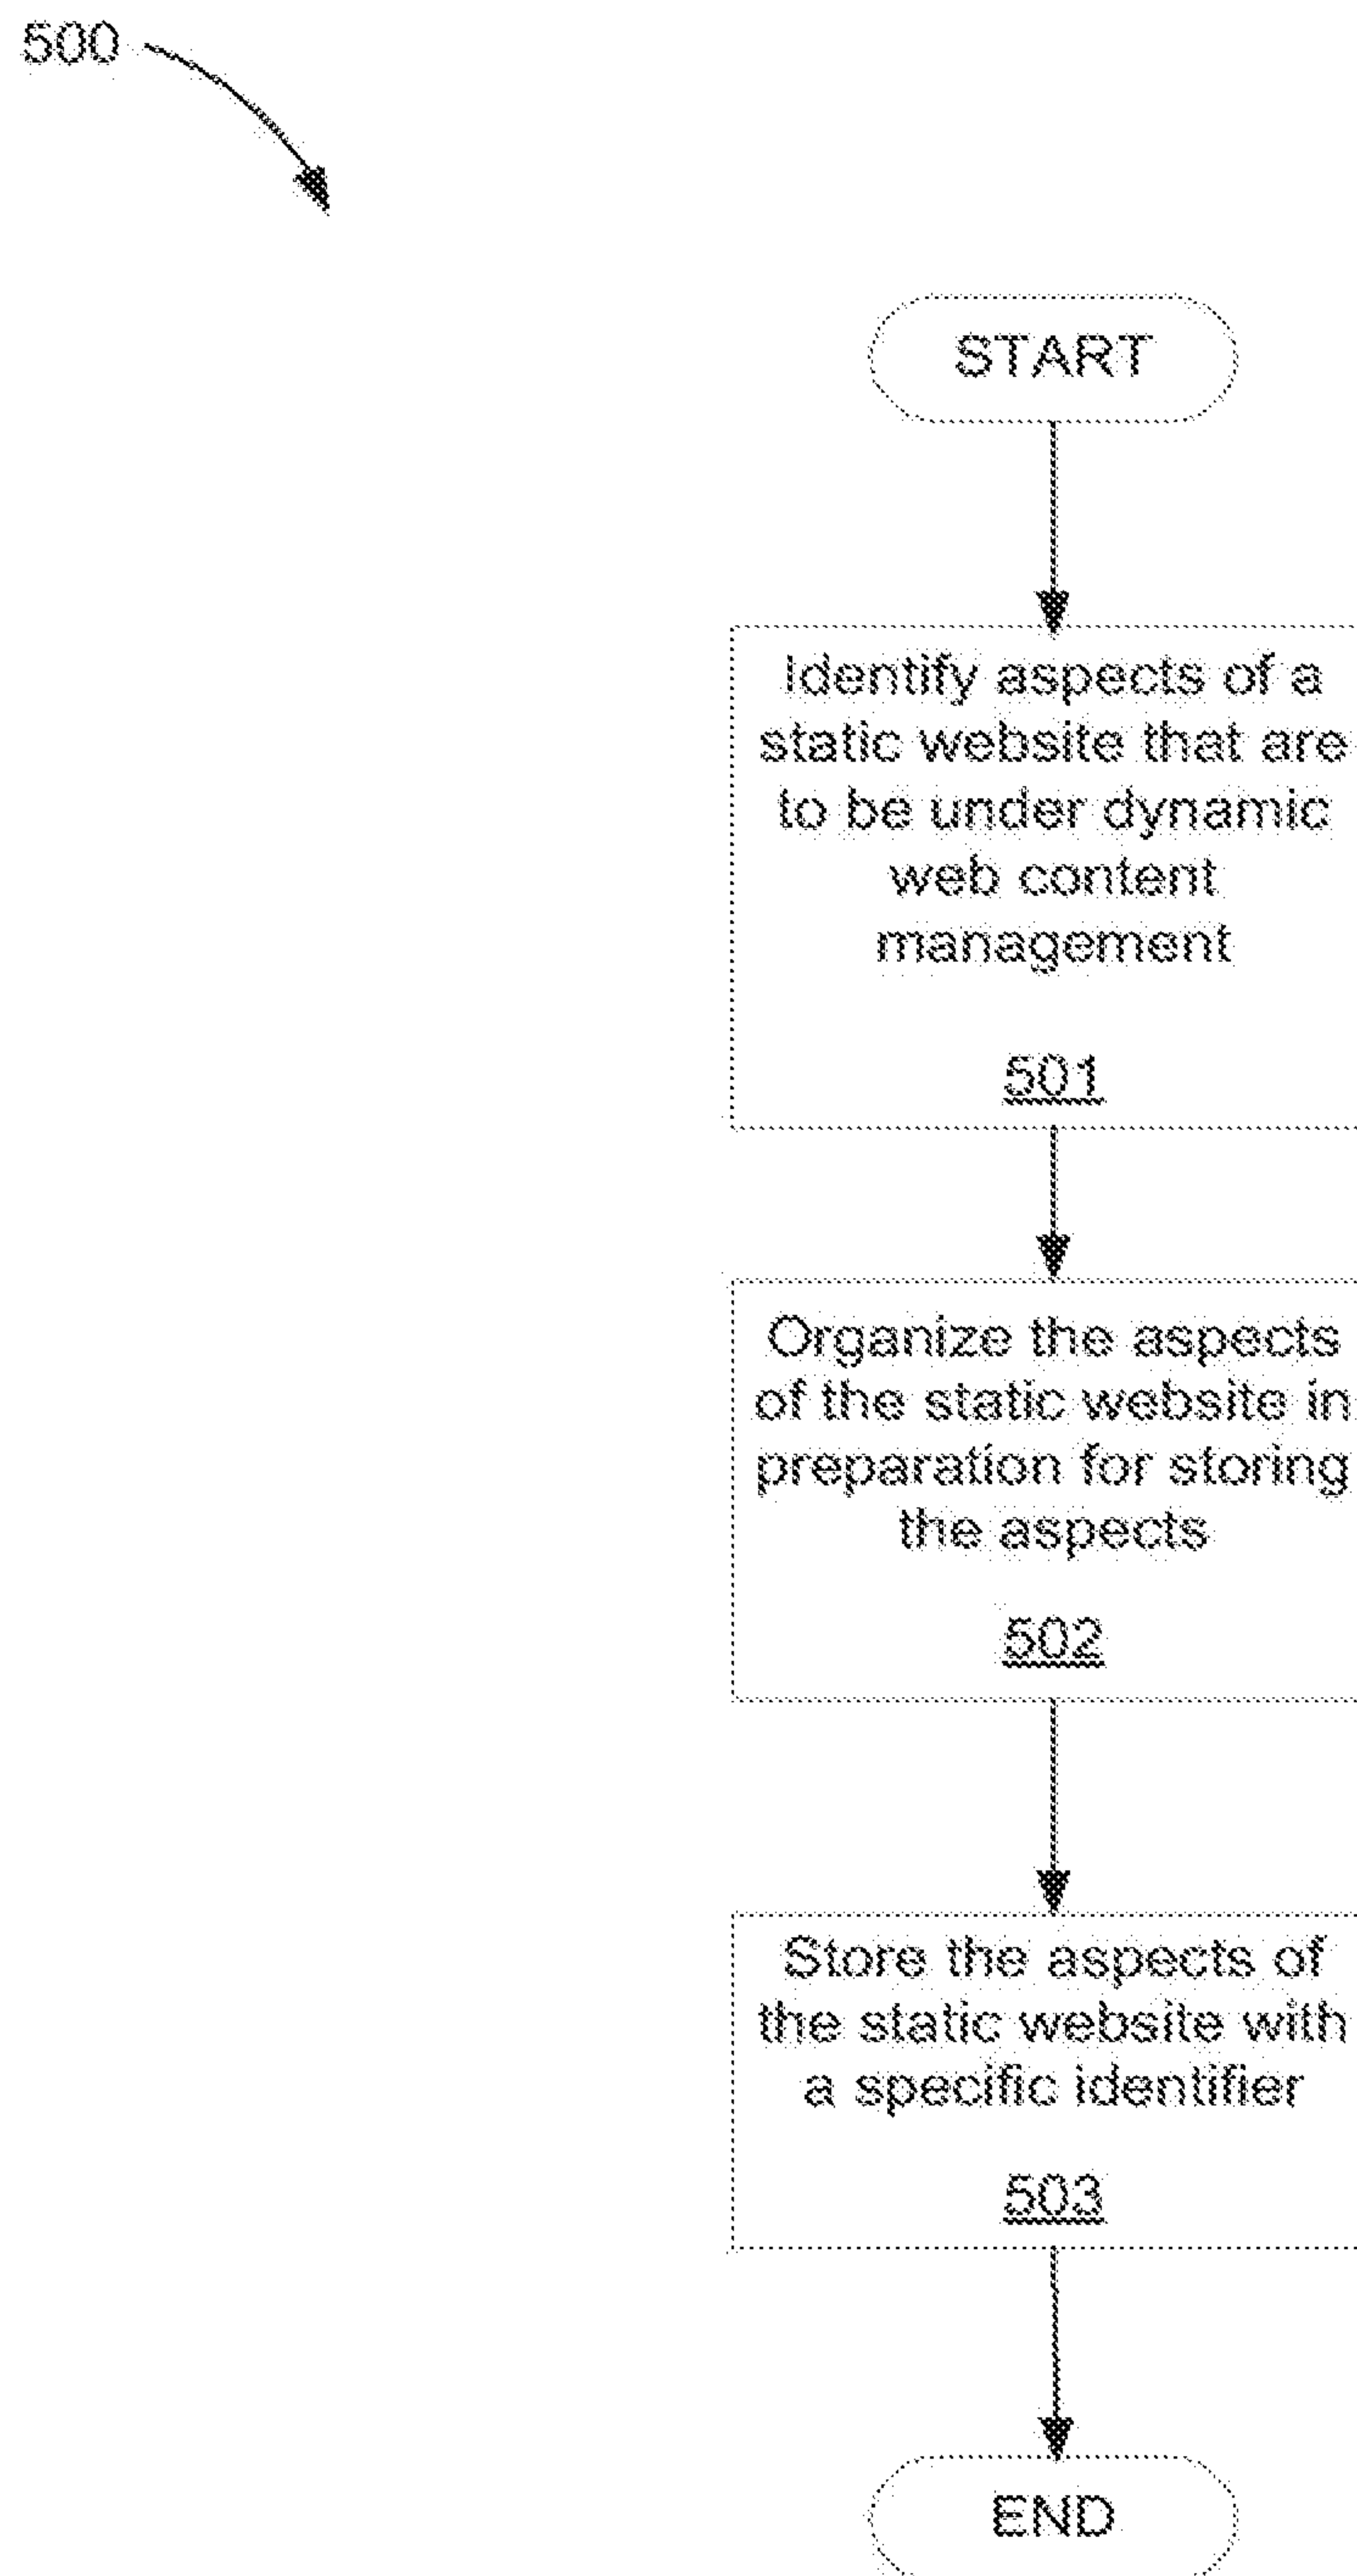 500
START
Identify aspects of a
static website that are
to be under dynamic
web content
management
501
Organize the aspects
of the static website in
preparation for storing
the aspects
502
Store the aspects of
the static website with
a specific identifier
503
END